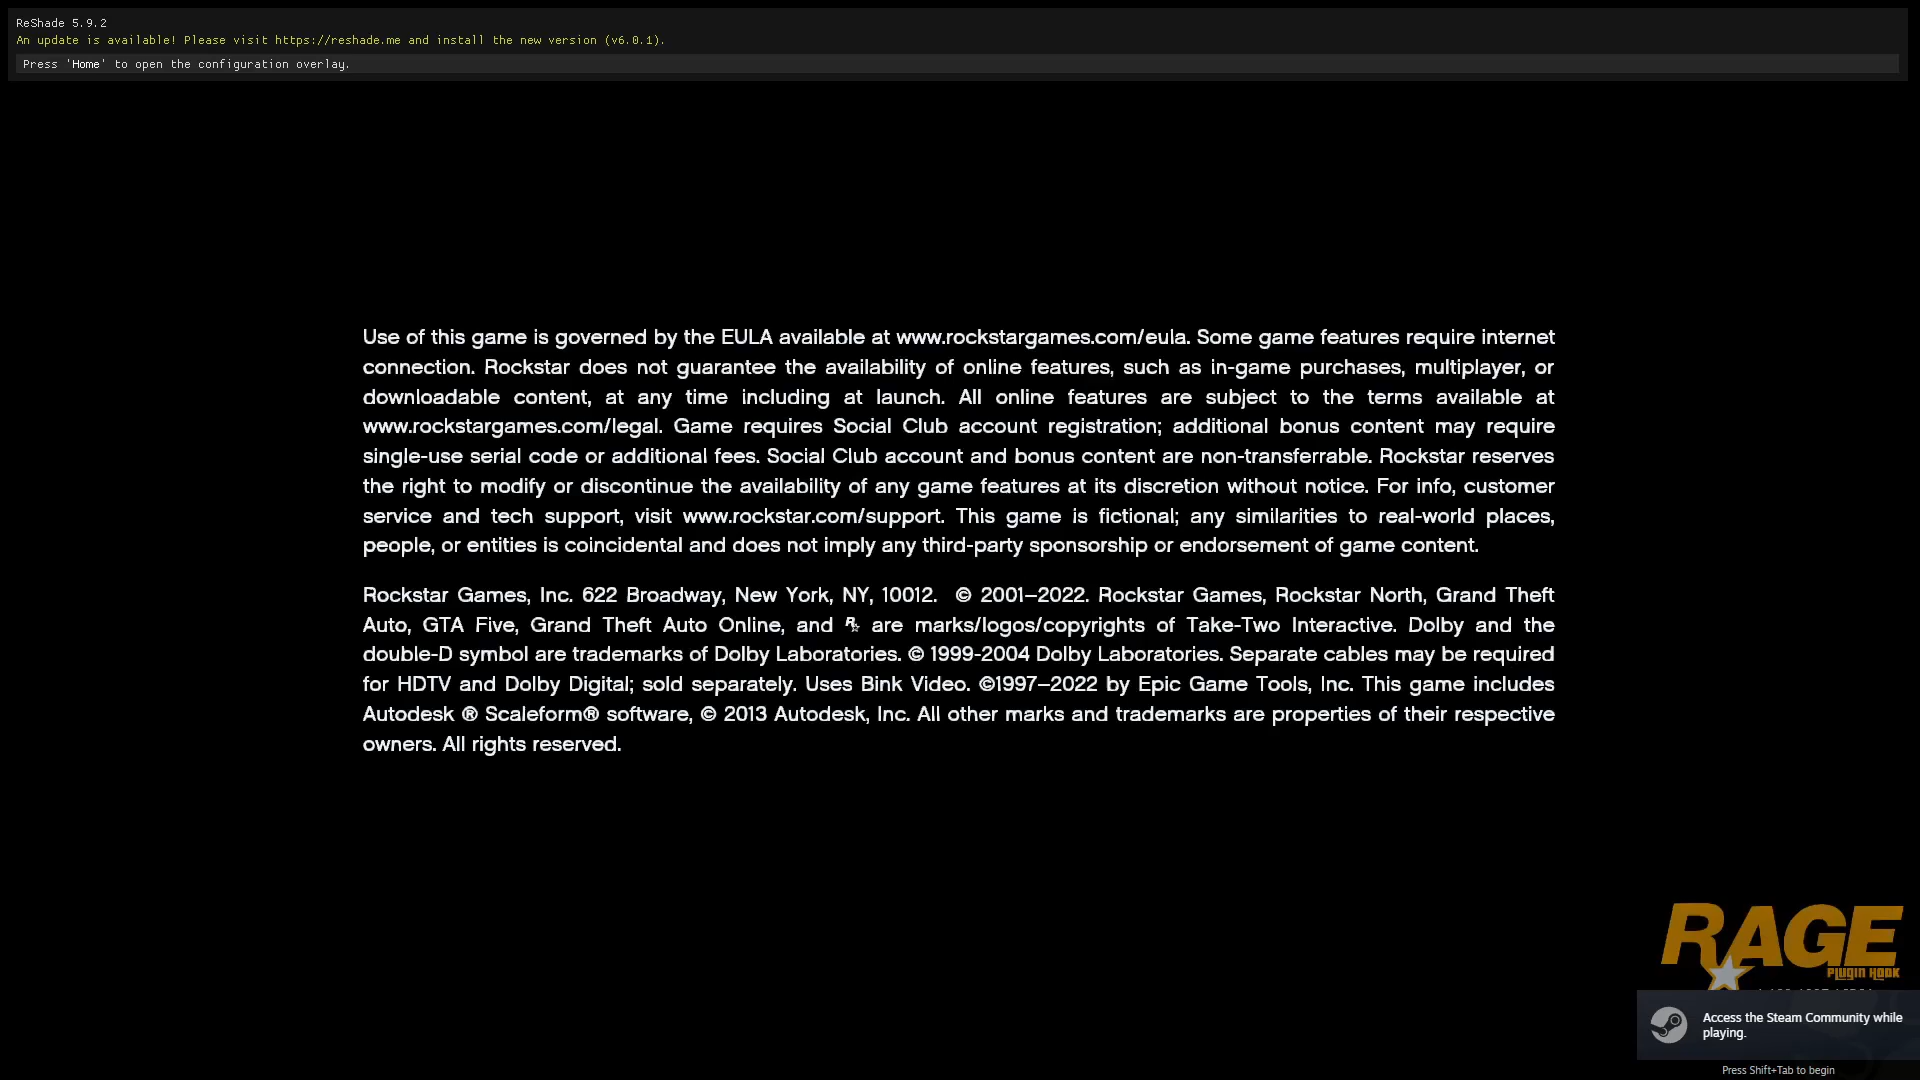 ReShade 5.9.2
An update is available! Please visit https://reshade.me and install the new version (v6.0.1).
Press 'Home' to open the configuration overlay.
Use of this game is governed by the EULA available at www.rockstargames.com/eula. Some game features require internet
connection. Rockstar does not guarantee the availability of online features, such as in-game purchases, multiplayer, or
downloadable content, at any time including at launch. All online features are subject to the terms available at
www.rockstargames.com/legal. Game requires Social Club account registration; additional bonus content may require
single-use serial code or additional fees. Social Club account and bonus content are non-transferrable. Rockstar reserves
the right to modify or discontinue the availability of any game features at its discretion without notice. For info, customer
service and tech support, visit www.rockstar.com/support. This game is fictional; any similarities to real-world places,
people, or entities is coincidental and does not imply any third-party sponsorship or endorsement of game content.
Rockstar Games, Inc. 622 Broadway, New York, NY, 10012. © 2001–2022. Rockstar Games, Rockstar North, Grand Theft
Auto, GTA Five, Grand Theft Auto Online, and R* are marks/logos/copyrights of Take-Two Interactive. Dolby and the
double-D symbol are trademarks of Dolby Laboratories. © 1999-2004 Dolby Laboratories. Separate cables may be required
for HDTV and Dolby Digital; sold separately. Uses Bink Video. ©1997–2022 by Epic Game Tools, Inc. This game includes
Autodesk ® Scaleform® software, © 2013 Autodesk, Inc. All other marks and trademarks are properties of their respective
owners. All rights reserved.
RAGE
PLUGIN HOOK
Access the Steam Community while
playing.
Press Shift+Tab to begin